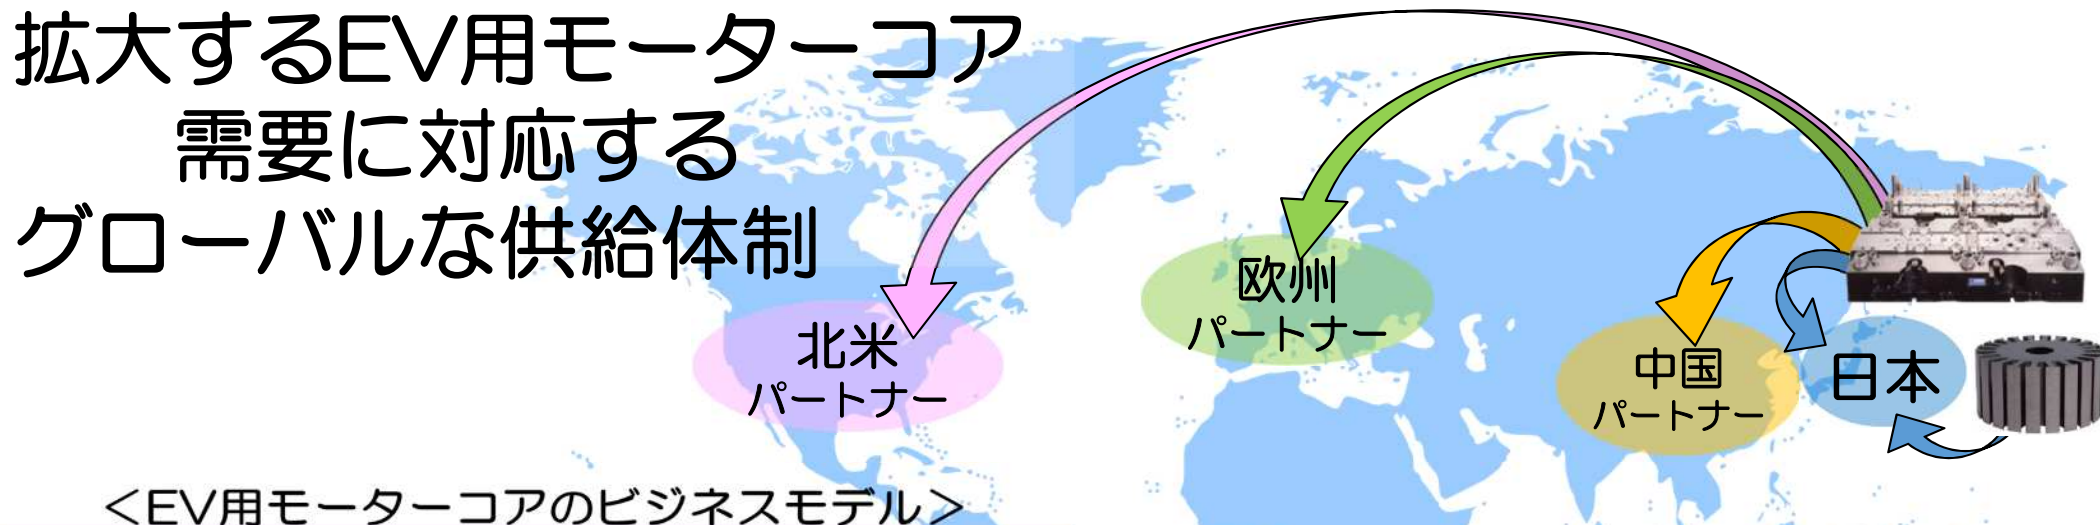 拡大するEV用モーターコア
需要に対応する
グローバルな供給体制
北米
パートナー
欧州
パートナー
中国
パートナー
日本
＜EV用モーターコアのビジネスモデル＞